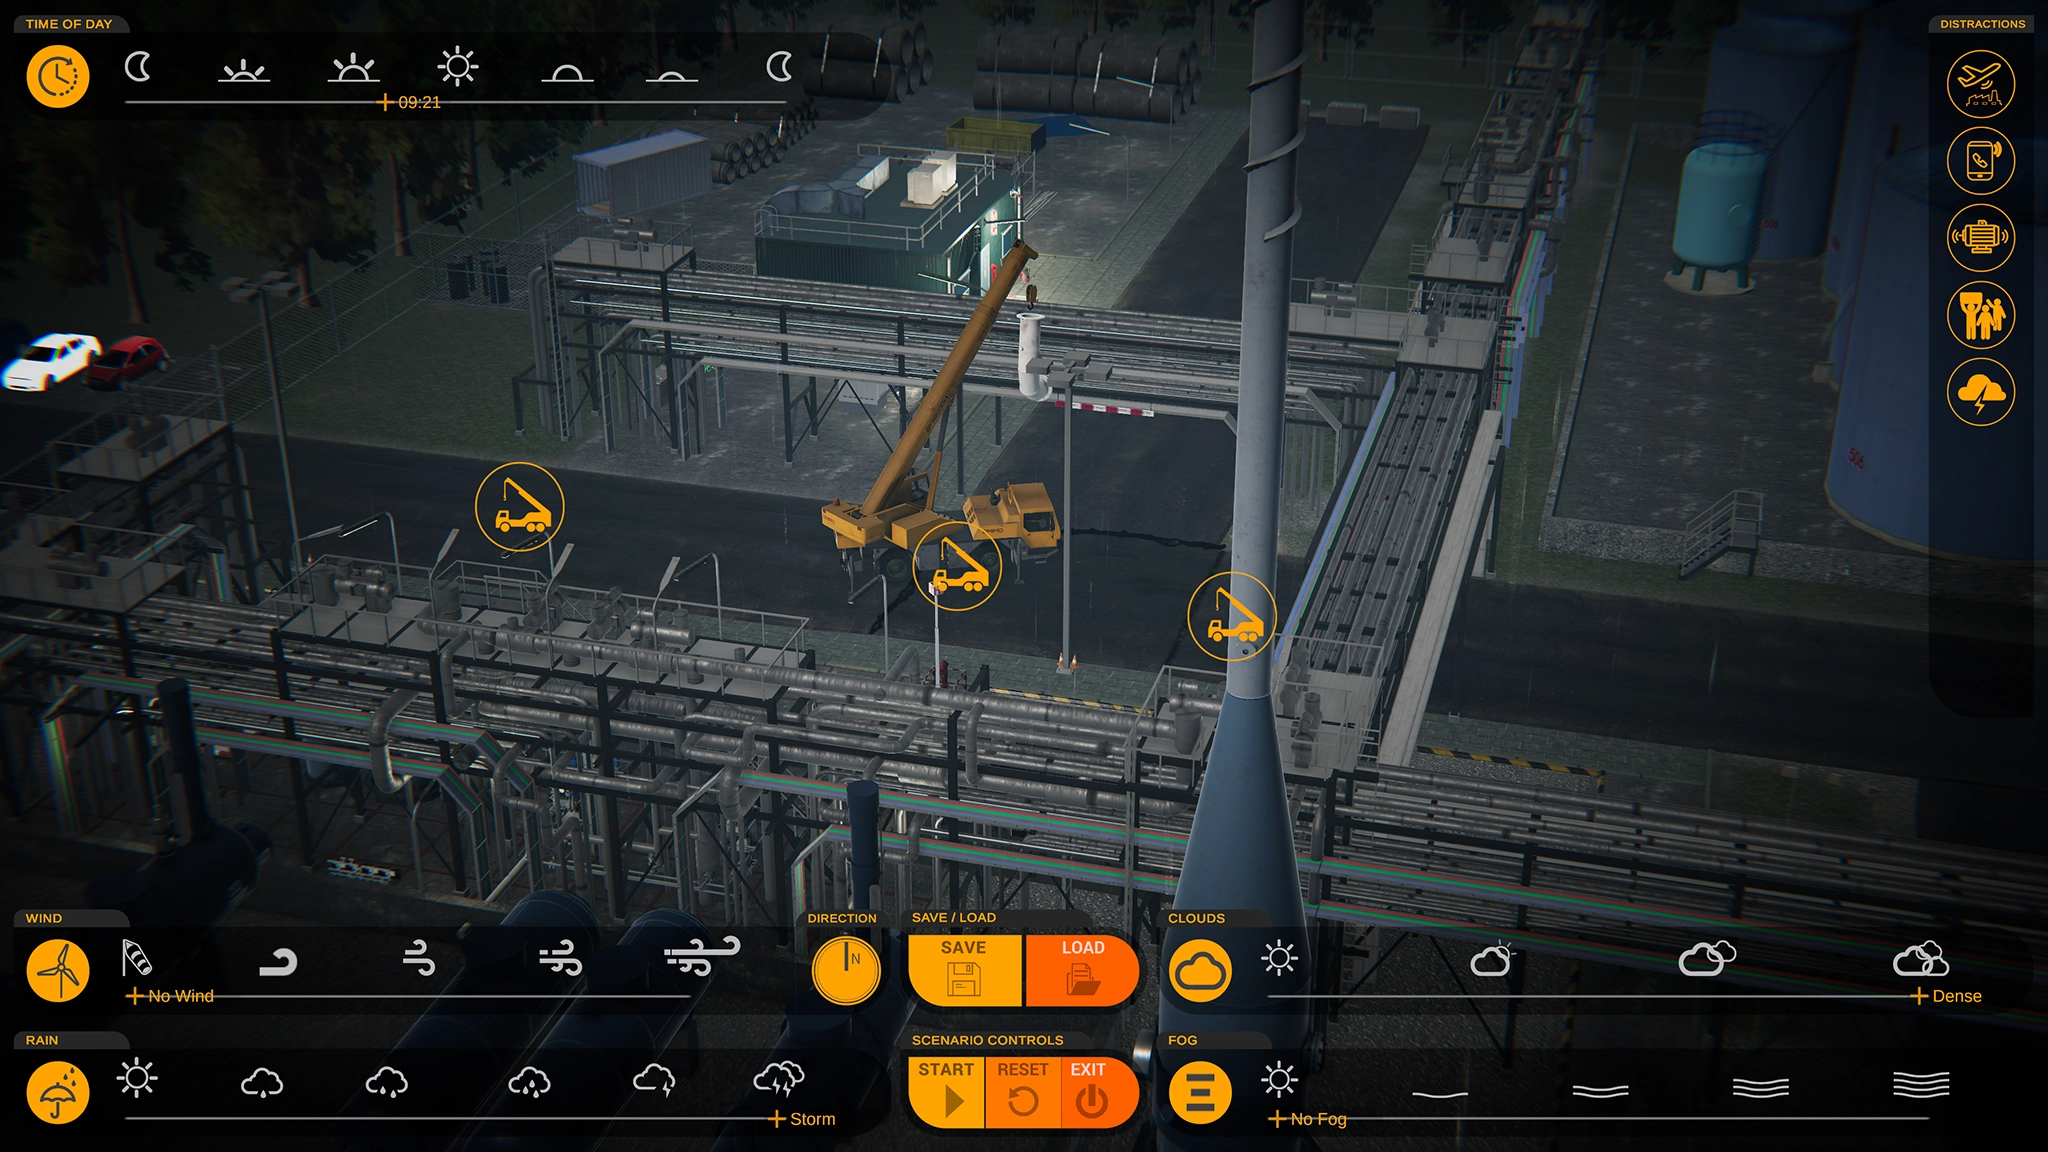 TIME OF DAY
DISTRACTIONS
09:21
506
WIND
DIRECTION
SAVE / LOAD
CLOUDS
SAVE
LOAD
N
No Wind
Dense
RAIN
SCENARIO CONTROLS
FOG
START
RESET
EXIT
Storm
No Fog